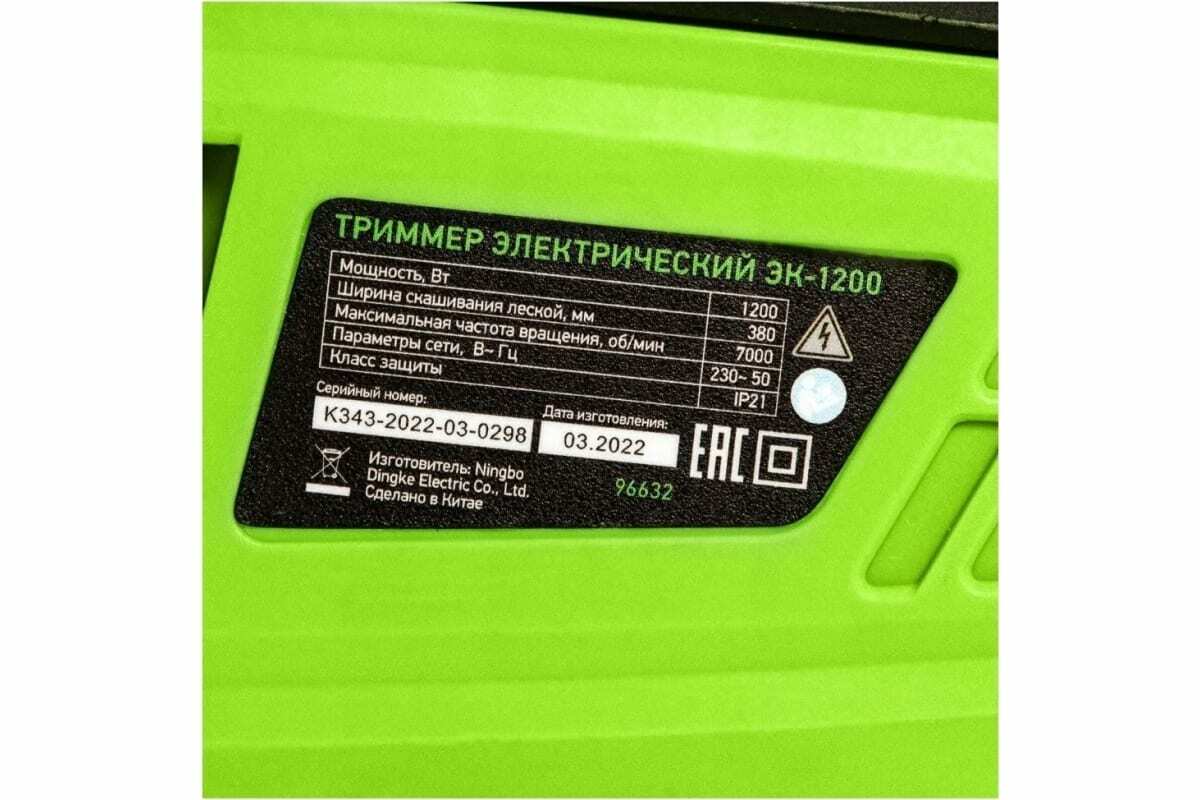 ТРИММЕР ЭЛЕКТРИЧЕСКИЙ ЭК-1200
Мощность, Вт 1200
Ширина скашивания леской, мм 380
Максимальная частота вращения, об/мин 7000
Параметры сети, В~ Гц 230~ 50
Класс защиты IP21
Серийный номер:
K343-2022-03-0298
Дата изготовления:
03.2022
EAC
Изготовитель: Ningbo
Dingke Electric Co., Ltd.
Сделано в Китае
96632